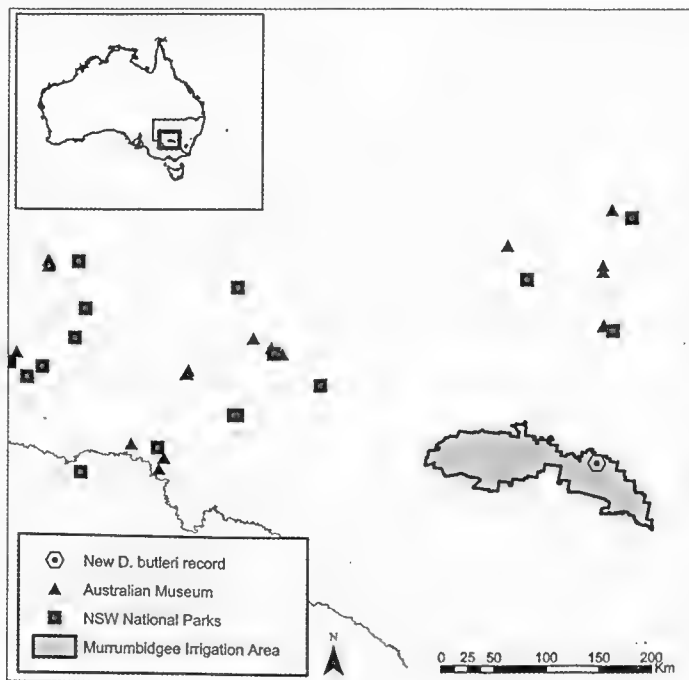 New D. butleri record
Australian Museum
NSW National Parks
Murrumbidgee Irrigation Area
N
0 25 50 100 150 200
Km